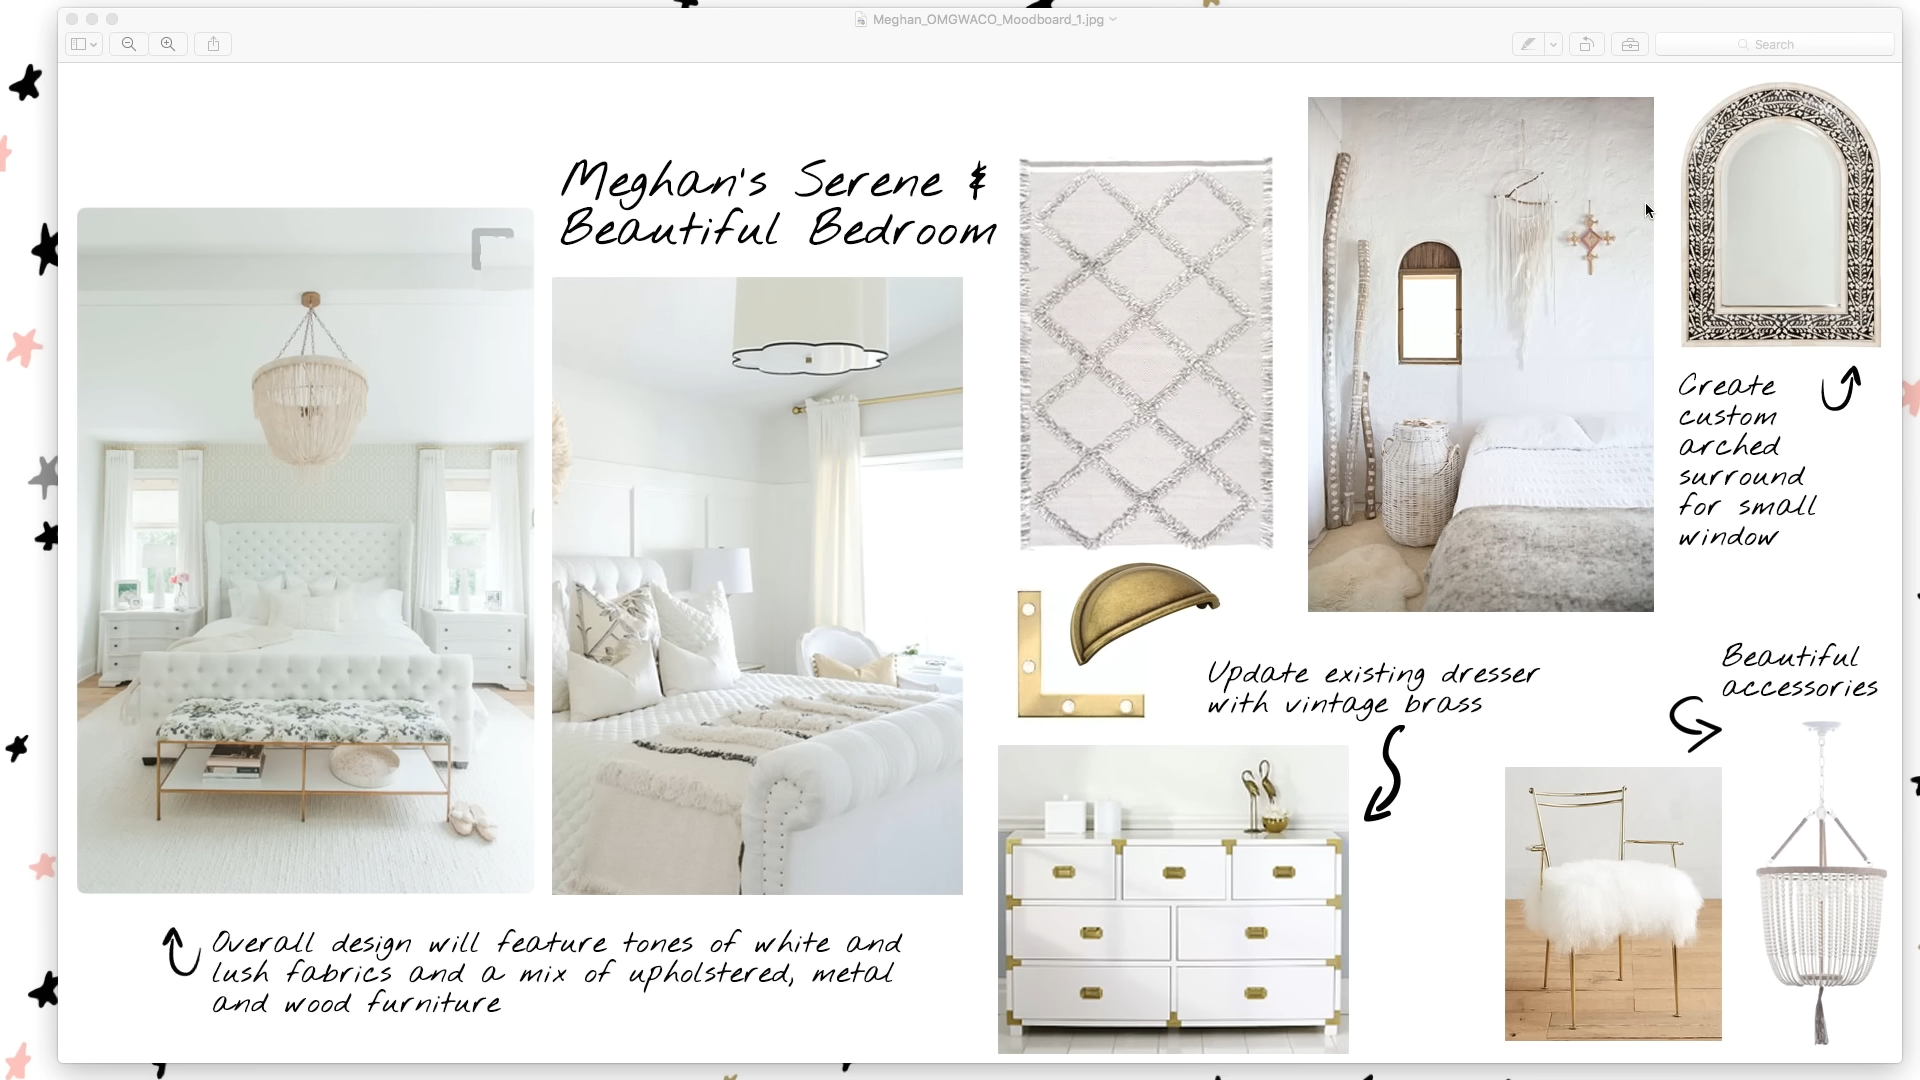 Meghan_OMGWACO_Moodboard_1.jpg
Search
Meghan's Serene &
Beautiful Bedroom
Create
custom
arched
surround
for small
window
Update existing dresser
with vintage brass
Beautiful
accessories
Overall design will feature tones of white and
lush fabrics and a mix of upholstered, metal
and wood furniture